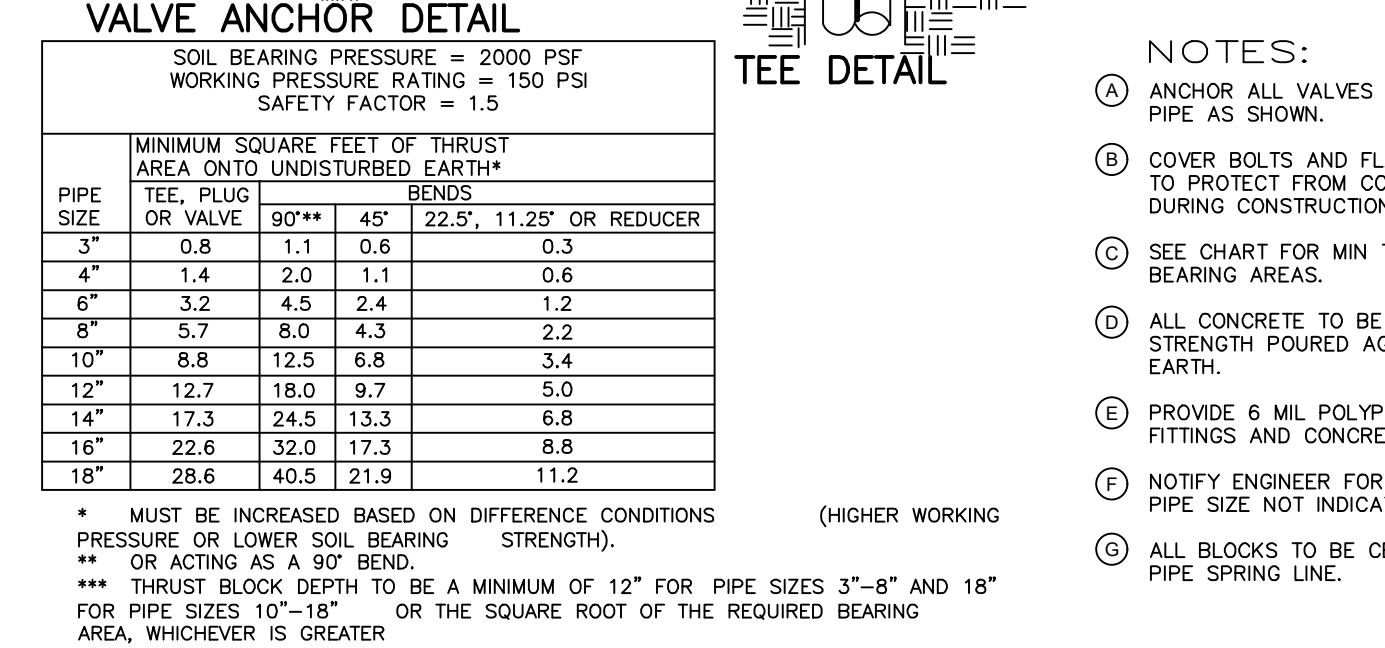 VALVE ANCHOR DETAIL
TEE DETAIL
SOIL BEARING PRESSURE = 2000 PSF
WORKING PRESSURE RATING = 150 PSI
SAFETY FACTOR = 1.5
MINIMUM SQUARE FEET OF THRUST
AREA ONTO UNDISTURBED EARTH*
PIPE SIZE TEE, PLUG OR VALVE BENDS
90°** 45° 22.5°, 11.25° OR REDUCER
3" 0.8 1.1 0.6 0.3
4" 1.4 2.0 1.1 0.6
6" 3.2 4.5 2.4 1.2
8" 5.7 8.0 4.3 2.2
10" 8.8 12.5 6.8 3.4
12" 12.7 18.0 9.7 5.0
14" 17.3 24.5 13.3 6.8
16" 22.6 32.0 17.3 8.8
18" 28.6 40.5 21.9 11.2
* MUST BE INCREASED BASED ON DIFFERENCE CONDITIONS (HIGHER WORKING
PRESSURE OR LOWER SOIL BEARING STRENGTH).
** OR ACTING AS A 90° BEND.
*** THRUST BLOCK DEPTH TO BE A MINIMUM OF 12" FOR PIPE SIZES 3"–8" AND 18"
FOR PIPE SIZES 10"–18" OR THE SQUARE ROOT OF THE REQUIRED BEARING
AREA, WHICHEVER IS GREATER
NOTES:
A ANCHOR ALL VALVES
PIPE AS SHOWN.
B COVER BOLTS AND FL
TO PROTECT FROM CO
DURING CONSTRUCTION
C SEE CHART FOR MIN
BEARING AREAS.
D ALL CONCRETE TO BE
STRENGTH POURED AG
EARTH.
E PROVIDE 6 MIL POLYP
FITTINGS AND CONCRE
F NOTIFY ENGINEER FOR
PIPE SIZE NOT INDICA
G ALL BLOCKS TO BE CE
PIPE SPRING LINE.